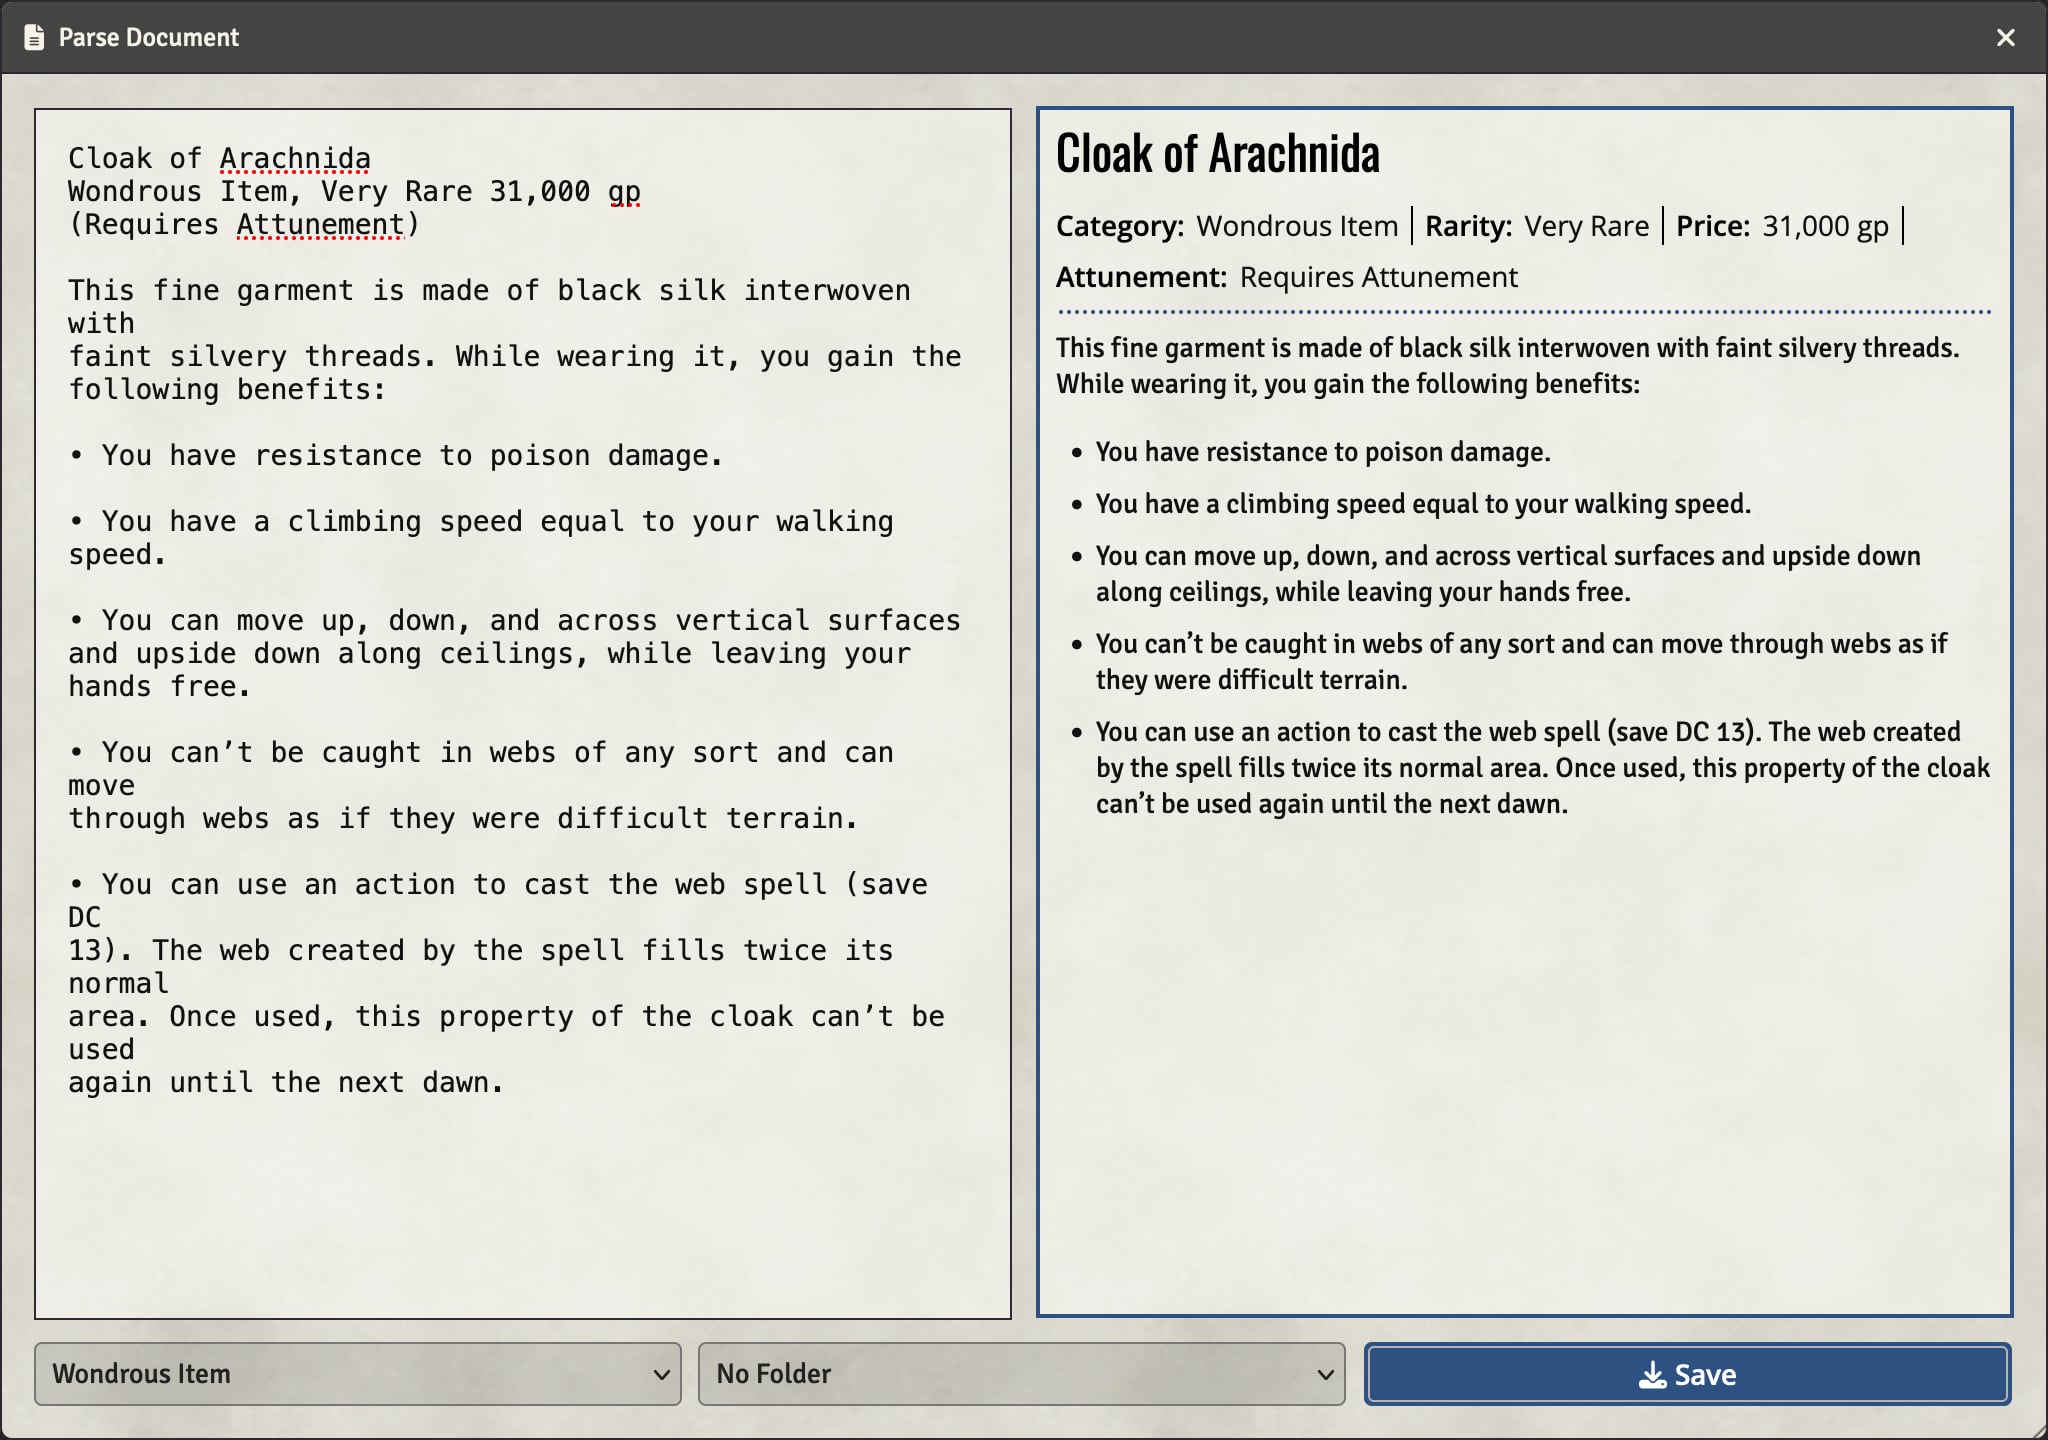 Parse Document
Cloak of Arachnida
Wondrous Item, Very Rare 31,000 gp
(Requires Attunement)
This fine garment is made of black silk interwoven
with
faint silvery threads. While wearing it, you gain the
following benefits:
• You have resistance to poison damage.
• You have a climbing speed equal to your walking
speed.
• You can move up, down, and across vertical surfaces
and upside down along ceilings, while leaving your
hands free.
• You can’t be caught in webs of any sort and can
move
through webs as if they were difficult terrain.
• You can use an action to cast the web spell (save
DC
13). The web created by the spell fills twice its
normal
area. Once used, this property of the cloak can’t be
used
again until the next dawn.
Cloak of Arachnida
Category: Wondrous Item | Rarity: Very Rare | Price: 31,000 gp |
Attunement: Requires Attunement
This fine garment is made of black silk interwoven with faint silvery threads.
While wearing it, you gain the following benefits:
• You have resistance to poison damage.
• You have a climbing speed equal to your walking speed.
• You can move up, down, and across vertical surfaces and upside down
along ceilings, while leaving your hands free.
• You can’t be caught in webs of any sort and can move through webs as if
they were difficult terrain.
• You can use an action to cast the web spell (save DC 13). The web created
by the spell fills twice its normal area. Once used, this property of the cloak
can’t be used again until the next dawn.
Wondrous Item
No Folder
Save